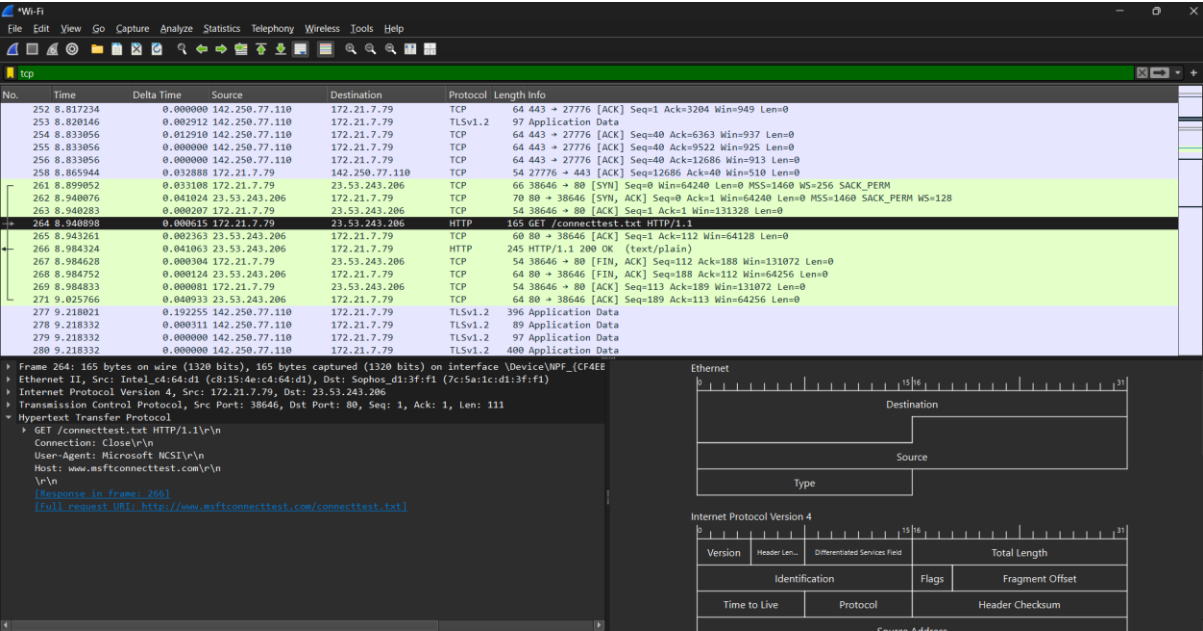 *Wi-Fi
File Edit View Go Capture Analyze Statistics Telephony Wireless Tools Help
tcp
No. Time Delta Time Source Destination Protocol Length Info
252 8.817234 0.000000 142.250.77.110 172.21.7.79 TCP 64 443 → 27776 [ACK] Seq=1 Ack=3204 Win=949 Len=0
253 8.820146 0.002912 142.250.77.110 172.21.7.79 TLSv1.2 97 Application Data
254 8.833056 0.012910 142.250.77.110 172.21.7.79 TCP 64 443 → 27776 [ACK] Seq=40 Ack=6363 Win=937 Len=0
255 8.833056 0.000000 142.250.77.110 172.21.7.79 TCP 64 443 → 27776 [ACK] Seq=40 Ack=9522 Win=925 Len=0
256 8.833056 0.000000 142.250.77.110 172.21.7.79 TCP 64 443 → 27776 [ACK] Seq=40 Ack=12686 Win=913 Len=0
258 8.865944 0.032888 172.21.7.79 142.250.77.110 TCP 54 27776 → 443 [ACK] Seq=12686 Ack=40 Win=510 Len=0
261 8.899052 0.033108 172.21.7.79 23.53.243.206 TCP 66 38646 → 80 [SYN] Seq=0 Win=64240 Len=0 MSS=1460 WS=256 SACK_PERM
262 8.940076 0.041024 23.53.243.206 172.21.7.79 TCP 70 80 → 38646 [SYN, ACK] Seq=0 Ack=1 Win=64240 Len=0 MSS=1460 SACK_PERM WS=128
263 8.940283 0.000207 172.21.7.79 23.53.243.206 TCP 54 38646 → 80 [ACK] Seq=1 Ack=1 Win=131328 Len=0
264 8.940898 0.000615 172.21.7.79 23.53.243.206 HTTP 165 GET /connecttest.txt HTTP/1.1
265 8.943261 0.002363 23.53.243.206 172.21.7.79 TCP 60 80 → 38646 [ACK] Seq=1 Ack=112 Win=64128 Len=0
266 8.984324 0.041063 23.53.243.206 172.21.7.79 HTTP 245 HTTP/1.1 200 OK (text/plain)
267 8.984628 0.000304 172.21.7.79 23.53.243.206 TCP 54 38646 → 80 [FIN, ACK] Seq=112 Ack=188 Win=131072 Len=0
268 8.984752 0.000124 23.53.243.206 172.21.7.79 TCP 64 80 → 38646 [FIN, ACK] Seq=188 Ack=112 Win=64256 Len=0
269 8.984833 0.000081 172.21.7.79 23.53.243.206 TCP 54 38646 → 80 [ACK] Seq=113 Ack=189 Win=131072 Len=0
271 9.025766 0.040933 23.53.243.206 172.21.7.79 TCP 64 80 → 38646 [ACK] Seq=189 Ack=113 Win=64256 Len=0
277 9.218021 0.192255 142.250.77.110 172.21.7.79 TLSv1.2 396 Application Data
278 9.218332 0.000311 142.250.77.110 172.21.7.79 TLSv1.2 89 Application Data
279 9.218332 0.000000 142.250.77.110 172.21.7.79 TLSv1.2 97 Application Data
280 9.218332 0.000000 142.250.77.110 172.21.7.79 TLSv1.2 400 Application Data
Frame 264: 165 bytes on wire (1320 bits), 165 bytes captured (1320 bits) on interface \Device\NPF_{CF4EE
Ethernet II, Src: Intel_c4:64:d1 (c8:15:4e:c4:64:d1), Dst: Sophos_d1:3f:f1 (7c:5a:1c:d1:3f:f1)
Internet Protocol Version 4, Src: 172.21.7.79, Dst: 23.53.243.206
Transmission Control Protocol, Src Port: 38646, Dst Port: 80, Seq: 1, Ack: 1, Len: 111
Hypertext Transfer Protocol
GET /connecttest.txt HTTP/1.1\r\n
Connection: Close\r\n
User-Agent: Microsoft NCSI\r\n
Host: www.msftconnecttest.com\r\n
\r\n
[Response in frame: 266]
[Full request URI: http://www.msftconnecttest.com/connecttest.txt]
Ethernet
0 15 16 31
Destination
Source
Type
Internet Protocol Version 4
0 15 16 31
Version Header Len... Differentiated Services Field Total Length
Identification Flags Fragment Offset
Time to Live Protocol Header Checksum
Source Address